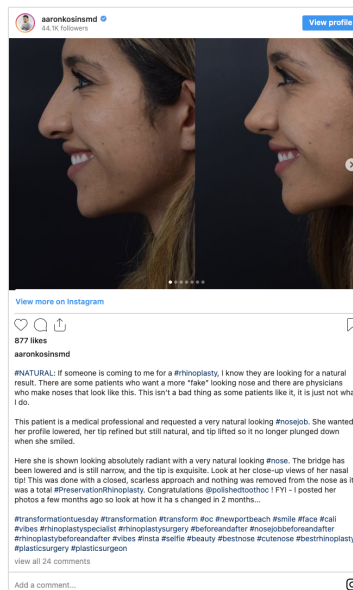 aaronkosinsmd
44.1K followers
View profile
View more on Instagram
877 likes
aaronkosinsmd
#NATURAL: If someone is coming to me for a #rhinoplasty, I know they are looking for a natural
result. There are some patients who want a more “fake” looking nose and there are physicians
who make noses that look like this. This isn’t a bad thing as some patients like it, it is just not wha
I do.
This patient is a medical professional and requested a very natural looking #nosejob. She wanted
her profile lowered, her tip refined but still natural, and tip lifted so it no longer plunged down
when she smiled.
Here she is shown looking absolutely radiant with a very natural looking #nose. The bridge has
been lowered and is still narrow, and the tip is exquisite. Look at her close-up views of her nasal
tip! This was done with a closed, scarless approach and nothing was removed from the nose as it
was a total #PreservationRhinoplasty. Congratulations @polishedtoothoc ! FYI - I posted her
photos a few months ago so look at how it ha s changed in 2 months...
#transformationtuesday #transformation #transform #oc #newportbeach #smile #face #cali
#vibes #rhinoplastyspecialist #rhinoplastysurgery #beforeandafter #nosejobbeforeandafter
#rhinoplastybeforeandafter #vibes #insta #selfie #beauty #bestnose #cutenose #bestrhinoplasty
#plasticsurgery #plasticsurgeon
view all 24 comments
Add a comment...